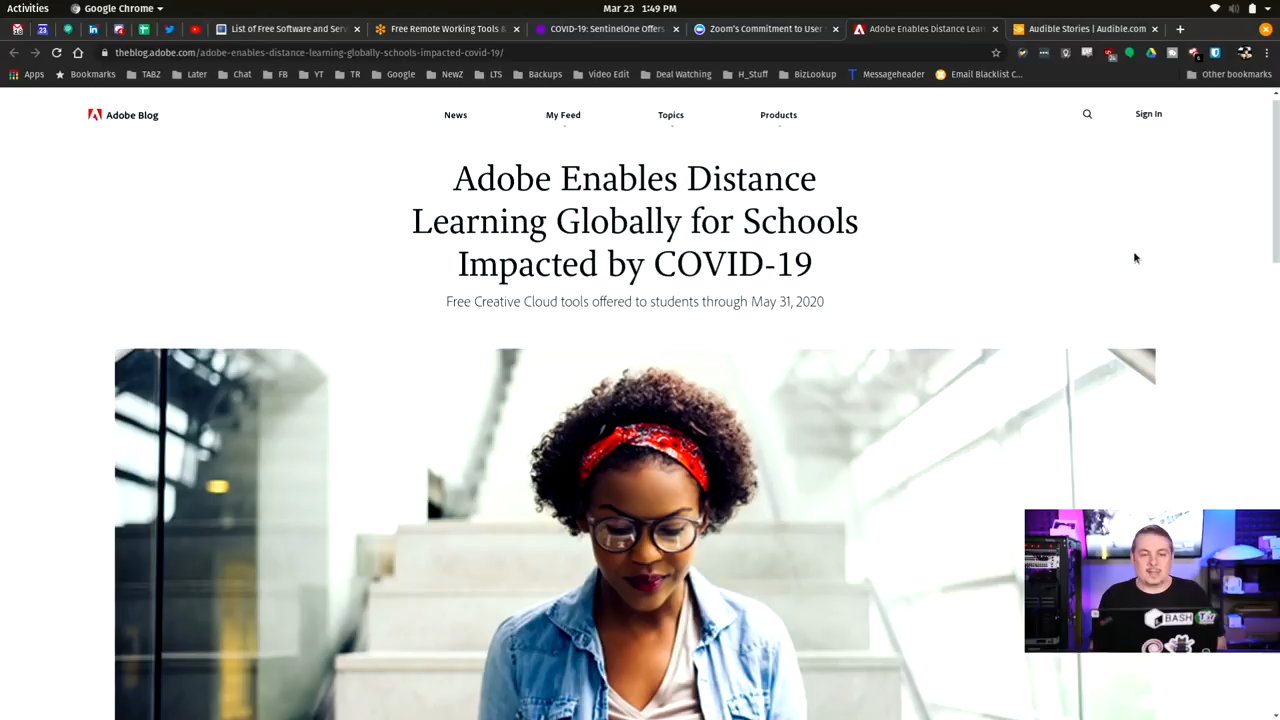 Activities
Google Chrome
Mar 23 1:49 PM
List of Free Software and Serv
Free Remote Working Tools &
COVID-19: SentinelOne Offers
Zoom's Commitment to User
Adobe Enables Distance Lear
Audible Stories | Audible.com
theblog.adobe.com/adobe-enables-distance-learning-globally-schools-impacted-covid-19/
Apps
Bookmarks
TABZ
Later
Chat
FB
YT
TR
Google
NewZ
LTS
Backups
Video Edit
Deal Watching
H_Stuff
BizLookup
Messageheader
Email Blacklist C...
Other bookmarks
Adobe Blog
News
My Feed
Topics
Products
Sign In
Adobe Enables Distance
Learning Globally for Schools
Impacted by COVID-19
Free Creative Cloud tools offered to students through May 31, 2020
BASH